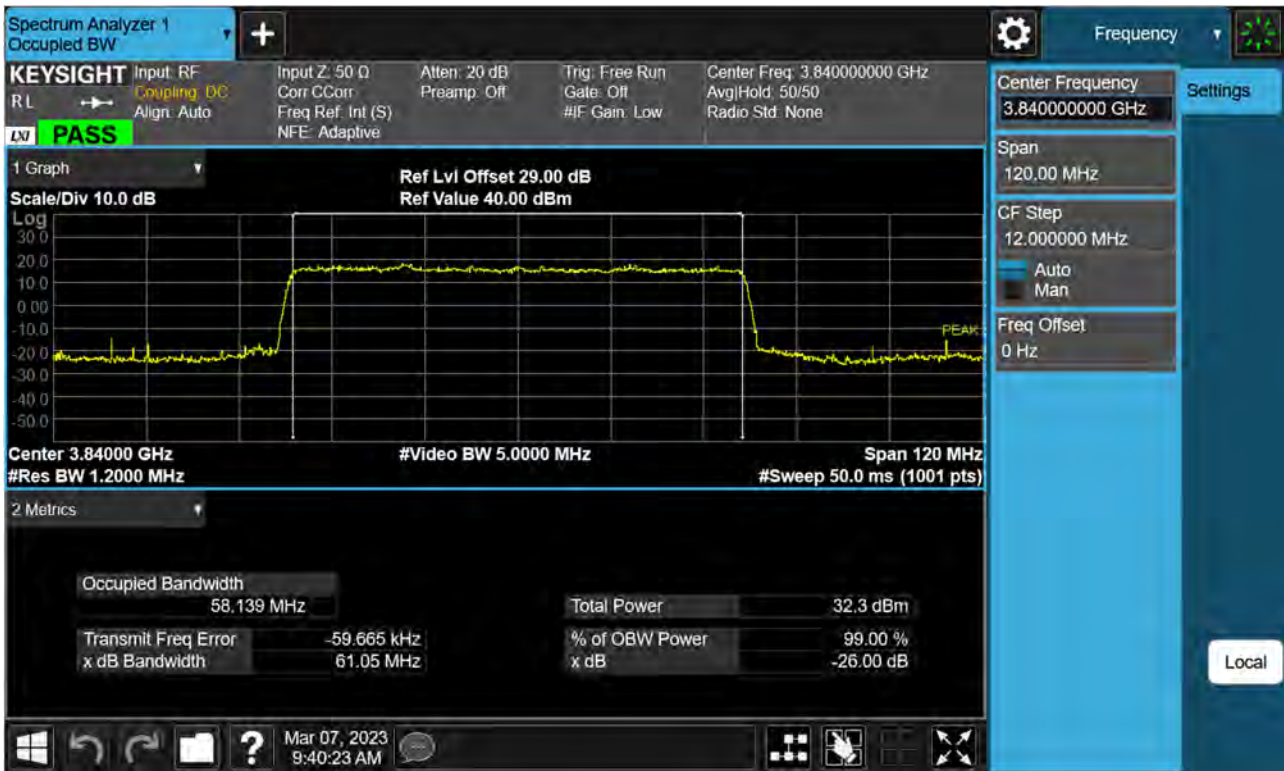 Spectrum Analyzer 1
Occupied BW
+
Frequency
KEYSIGHT
R L
LXI
PASS
Input: RF
Coupling: DC
Align: Auto
Input Z: 50 Ω
Corr CCorr
Freq Ref: Int (S)
NFE: Adaptive
Atten: 20 dB
Preamp: Off
Trig: Free Run
Gate: Off
#IF Gain: Low
Center Freq: 3.840000000 GHz
Avg|Hold: 50/50
Radio Std: None
Center Frequency
3.840000000 GHz
Settings
Span
120.00 MHz
CF Step
12.000000 MHz
Auto
Man
Freq Offset
0 Hz
Local
1 Graph
Scale/Div 10.0 dB
Ref Lvl Offset 29.00 dB
Ref Value 40.00 dBm
Log
30.0
20.0
10.0
0.00
-10.0
-20.0
-30.0
-40.0
-50.0
PEAK
Center 3.84000 GHz
#Video BW 5.0000 MHz
Span 120 MHz
#Res BW 1.2000 MHz
#Sweep 50.0 ms (1001 pts)
2 Metrics
Occupied Bandwidth
58.139 MHz
Total Power 32.3 dBm
Transmit Freq Error -59.665 kHz
% of OBW Power 99.00 %
x dB Bandwidth 61.05 MHz
x dB -26.00 dB
?
Mar 07, 2023
9:40:23 AM